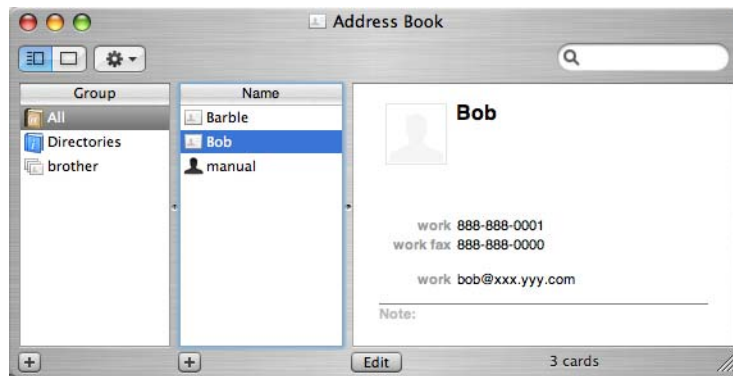 Address Book
Group
All
Directories
brother
Name
Barble
Bob
manual
Bob
work 888-888-0001
work fax 888-888-0000
work bob@xxx.yyy.com
Note:
Edit
3 cards